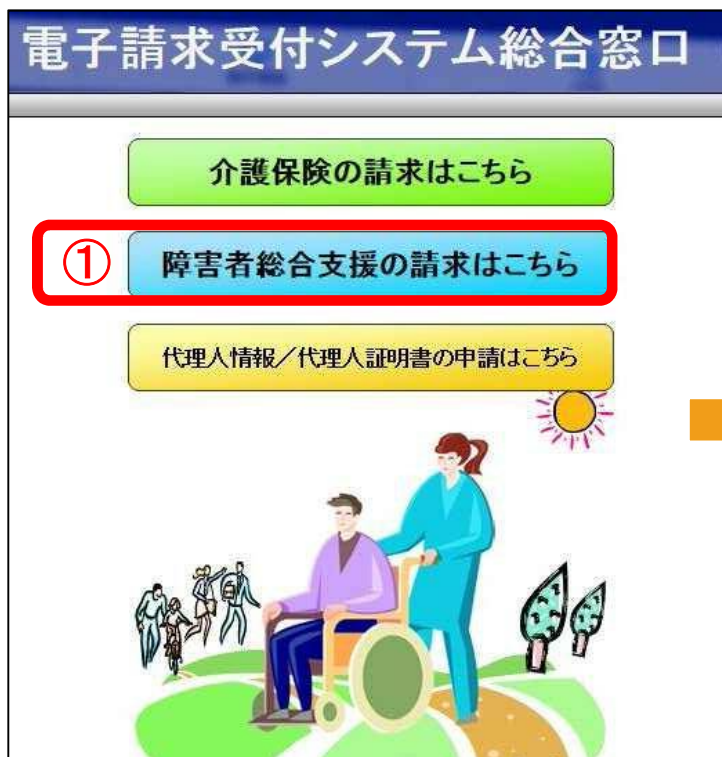 電子請求受付システム総合窓口
介護保険の請求はこちら
① 障害者総合支援の請求はこちら
代理人情報／代理人証明書の申請はこちら